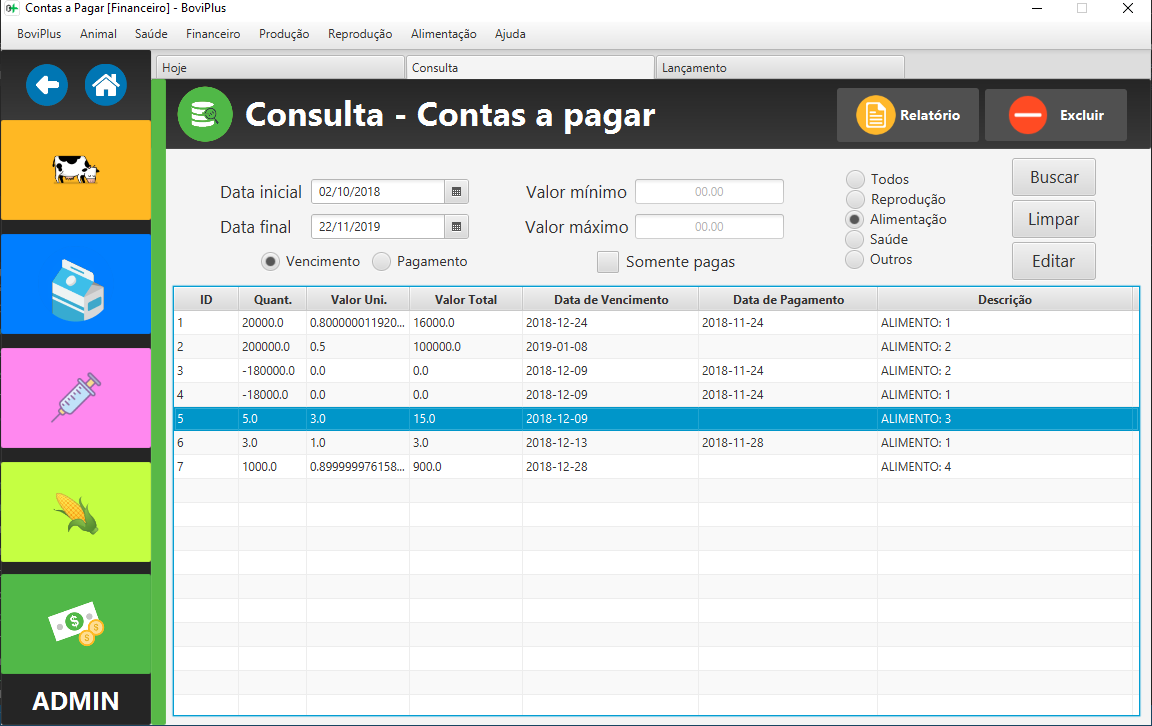 Contas a Pagar [Financeiro] - BoviPlus
BoviPlus Animal Saúde Financeiro Produção Reprodução Alimentação Ajuda
Hoje Consulta Lançamento
Consulta - Contas a pagar Relatório Excluir
Data inicial 02/10/2018 Valor mínimo 00.00
Data final 22/11/2019 Valor máximo 00.00
Vencimento Pagamento Somente pagas
Todos
Reprodução
Alimentação
Saúde
Outros
Buscar
Limpar
Editar
ID Quant. Valor Uni. Valor Total Data de Vencimento Data de Pagamento Descrição
1 20000.0 0.800000011920... 16000.0 2018-12-24 2018-11-24 ALIMENTO: 1
2 200000.0 0.5 100000.0 2019-01-08 ALIMENTO: 2
3 -180000.0 0.0 0.0 2018-12-09 2018-11-24 ALIMENTO: 2
4 -18000.0 0.0 0.0 2018-12-09 2018-11-24 ALIMENTO: 1
5 5.0 3.0 15.0 2018-12-09 ALIMENTO: 3
6 3.0 1.0 3.0 2018-12-13 2018-11-28 ALIMENTO: 1
7 1000.0 0.899999976158... 900.0 2018-12-28 ALIMENTO: 4
ADMIN